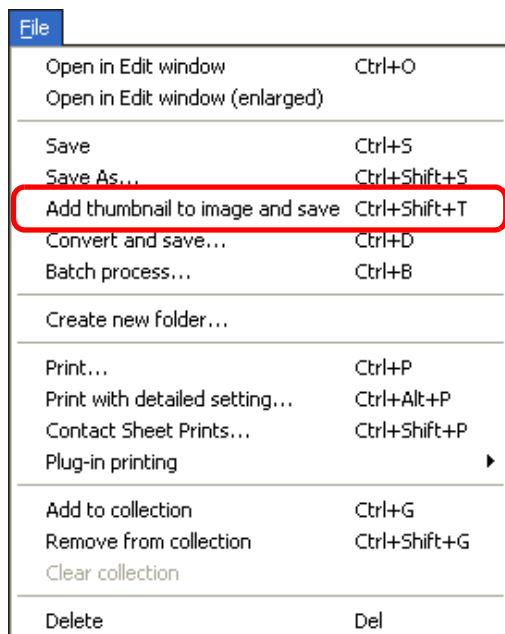 File
Open in Edit window Ctrl+O
Open in Edit window (enlarged)
Save Ctrl+S
Save As... Ctrl+Shift+S
Add thumbnail to image and save Ctrl+Shift+T
Convert and save... Ctrl+D
Batch process... Ctrl+B
Create new folder...
Print... Ctrl+P
Print with detailed setting... Ctrl+Alt+P
Contact Sheet Prints... Ctrl+Shift+P
Plug-in printing
Add to collection Ctrl+G
Remove from collection Ctrl+Shift+G
Clear collection
Delete Del